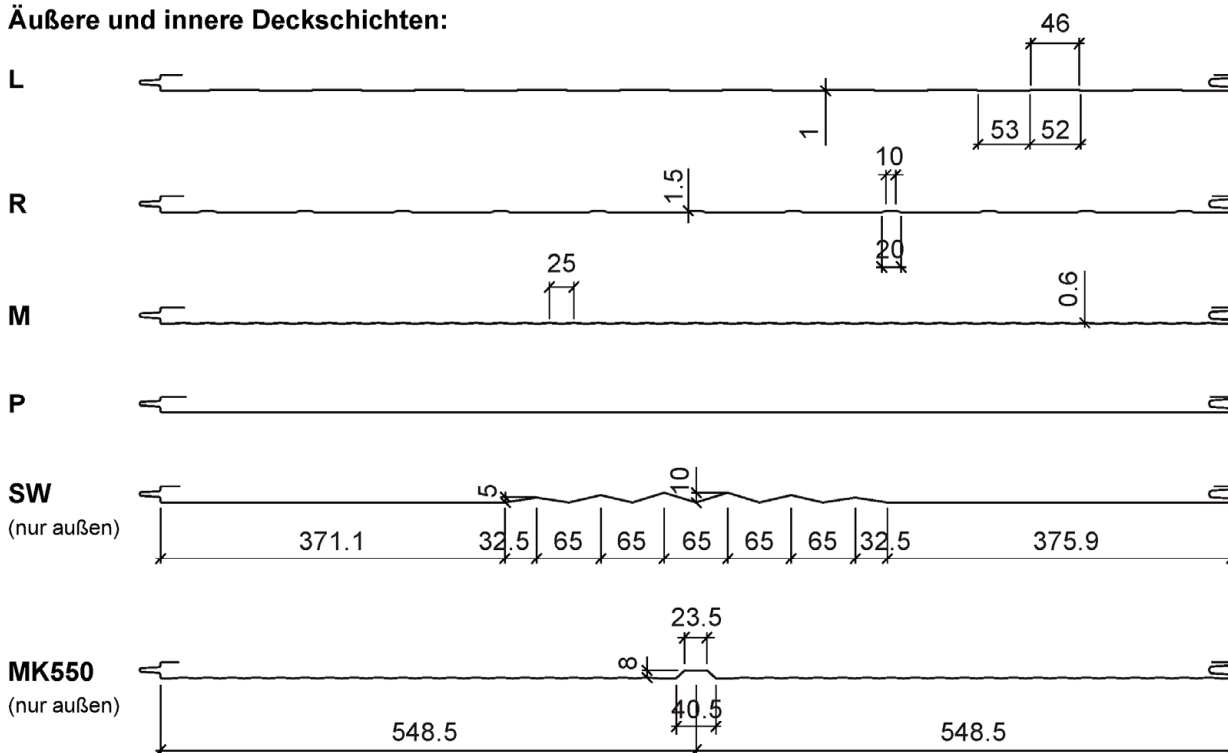 Äußere und innere Deckschichten:
46
L
1
53 52
10
1.5
R
20
25
0.6
M
P
SW
5
10
(nur außen)
371.1 32.5 65 65 65 65 65 32.5 375.9
23.5
MK550
8
(nur außen)
40.5
548.5 548.5